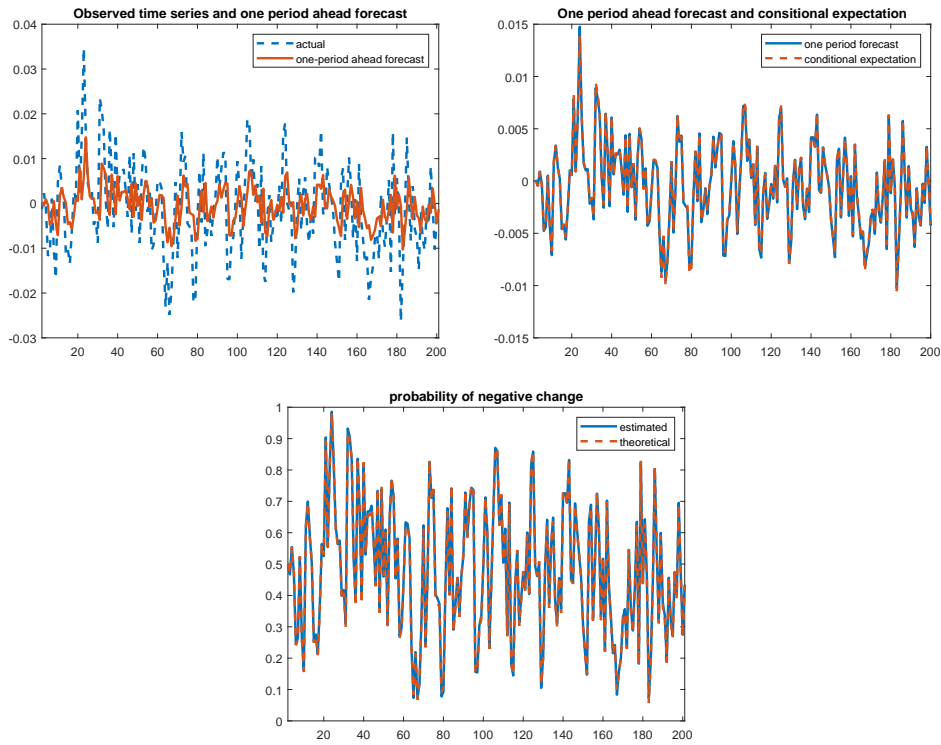 Observed time series and one period ahead forecast
0.04
0.03
0.02
0.01
0
-0.01
-0.02
-0.03
actual
one-period ahead forecast
20 40 60 80 100 120 140 160 180 200
One period ahead forecast and consitional expectation
0.015
0.01
0.005
0
-0.005
-0.01
-0.015
one period forecast
conditional expectation
20 40 60 80 100 120 140 160 180 200
probability of negative change
1
0.9
0.8
0.7
0.6
0.5
0.4
0.3
0.2
0.1
0
estimated
theoretical
20 40 60 80 100 120 140 160 180 200